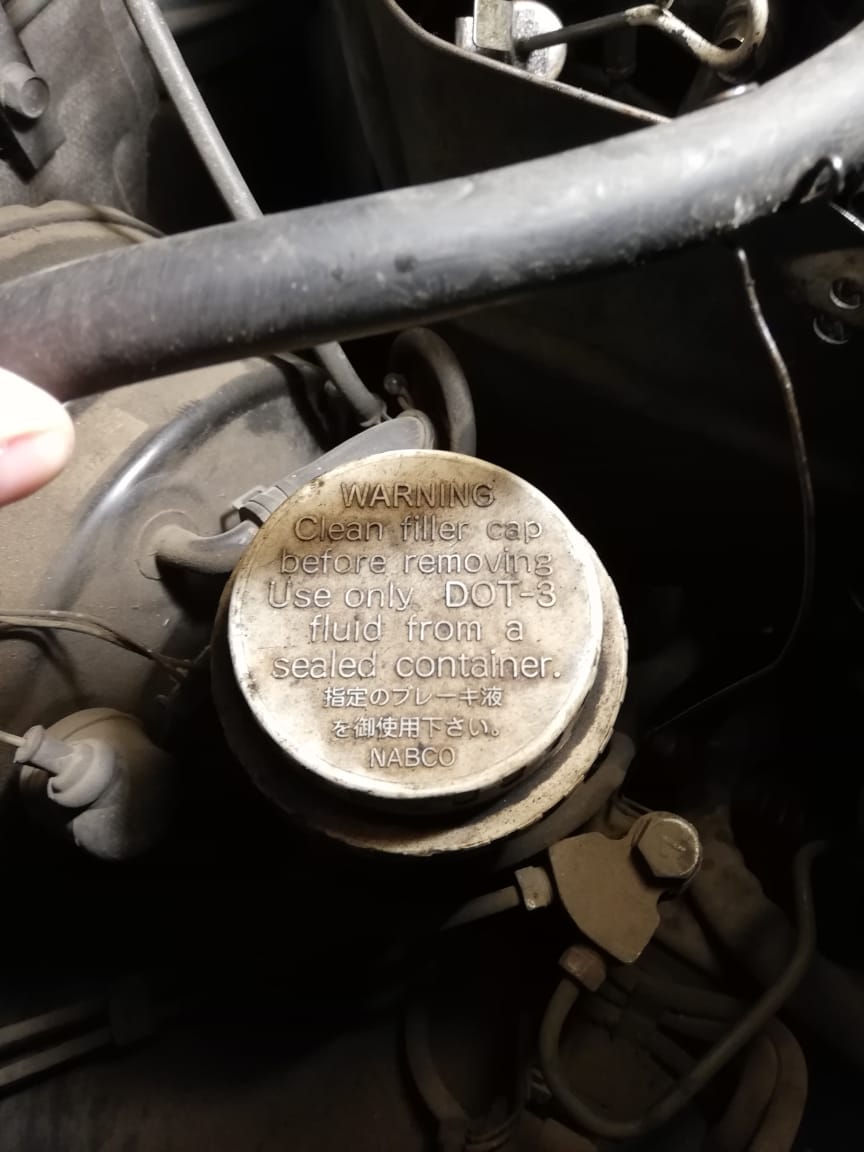 WARNING
Clean filler cap
before removing
Use only DOT-3
fluid from a
sealed container.
指定のブレーキ液
を御使用下さい。
NABCO